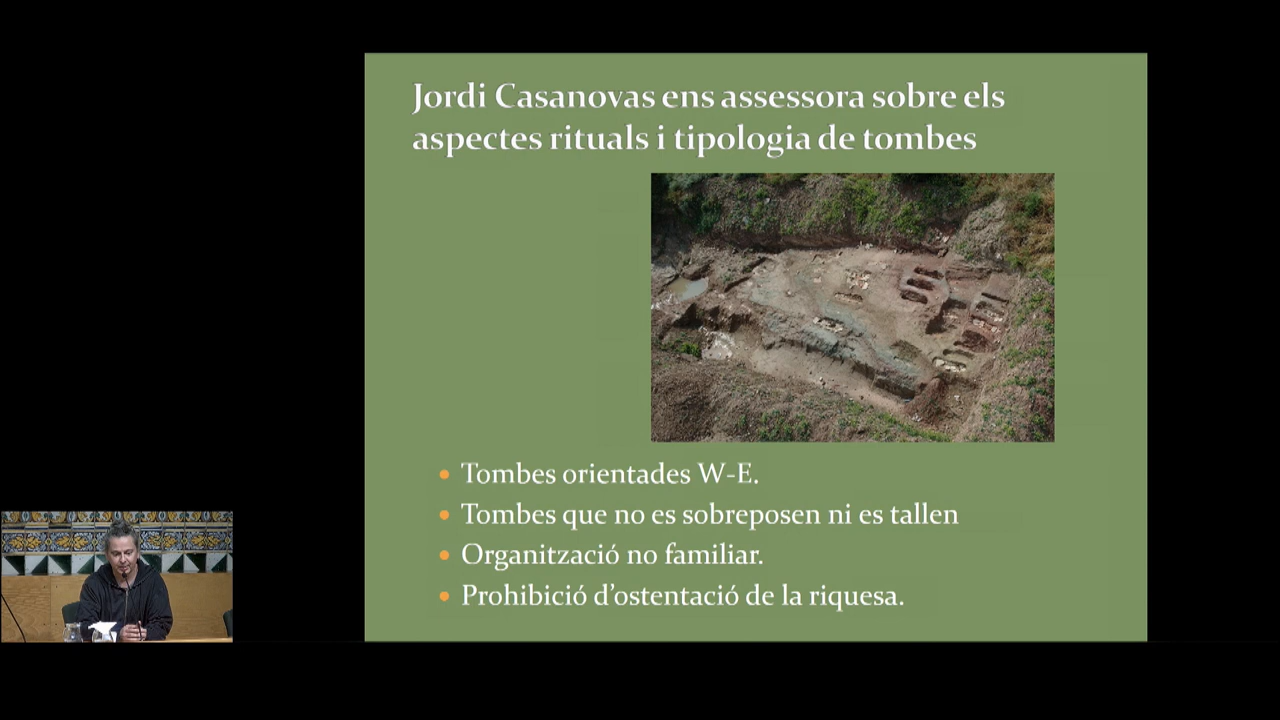 Jordi Casanovas ens assessora sobre els
aspectes rituals i tipologia de tombes
Tombes orientades W-E.
Tombes que no es sobreposen ni es tallen
Organització no familiar.
Prohibició d'ostentació de la riquesa.